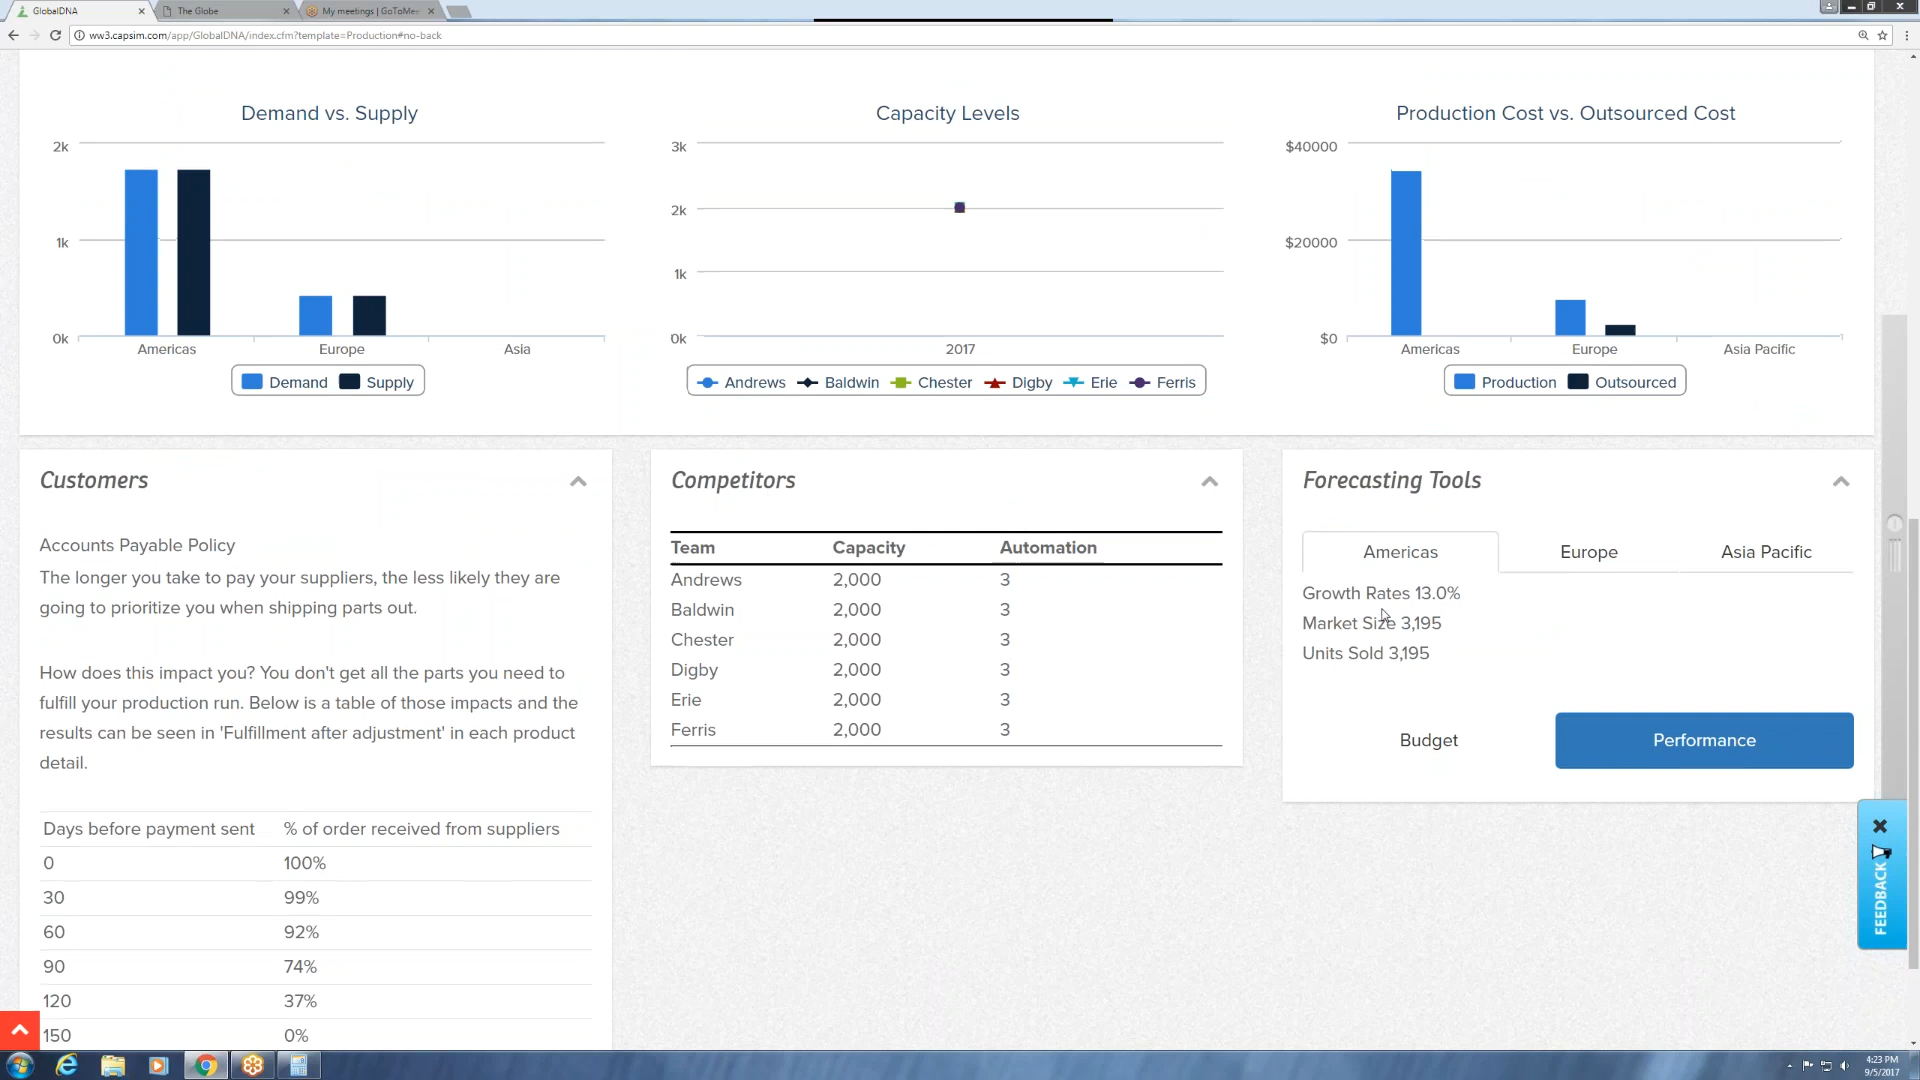 GlobalDNA
The Globe
My meetings | GoToMee
ww3.capsim.com/app/GlobalDNA/index.cfm?template=Production#no-back
Demand vs. Supply
2k
1k
0k
Americas
Europe
Asia
Demand
Supply
Capacity Levels
3k
2k
1k
0k
2017
Andrews
Baldwin
Chester
Digby
Erie
Ferris
Production Cost vs. Outsourced Cost
$40000
$20000
$0
Americas
Europe
Asia Pacific
Production
Outsourced
Customers
Accounts Payable Policy
The longer you take to pay your suppliers, the less likely they are
going to prioritize you when shipping parts out.
How does this impact you? You don't get all the parts you need to
fulfill your production run. Below is a table of those impacts and the
results can be seen in 'Fulfillment after adjustment' in each product
detail.
Days before payment sent % of order received from suppliers
0 100%
30 99%
60 92%
90 74%
120 37%
150 0%
Competitors
Team Capacity Automation
Andrews 2,000 3
Baldwin 2,000 3
Chester 2,000 3
Digby 2,000 3
Erie 2,000 3
Ferris 2,000 3
Forecasting Tools
Americas Europe Asia Pacific
Growth Rates 13.0%
Market Size 3,195
Units Sold 3,195
Budget Performance
FEEDBACK
4:23 PM
9/5/2017